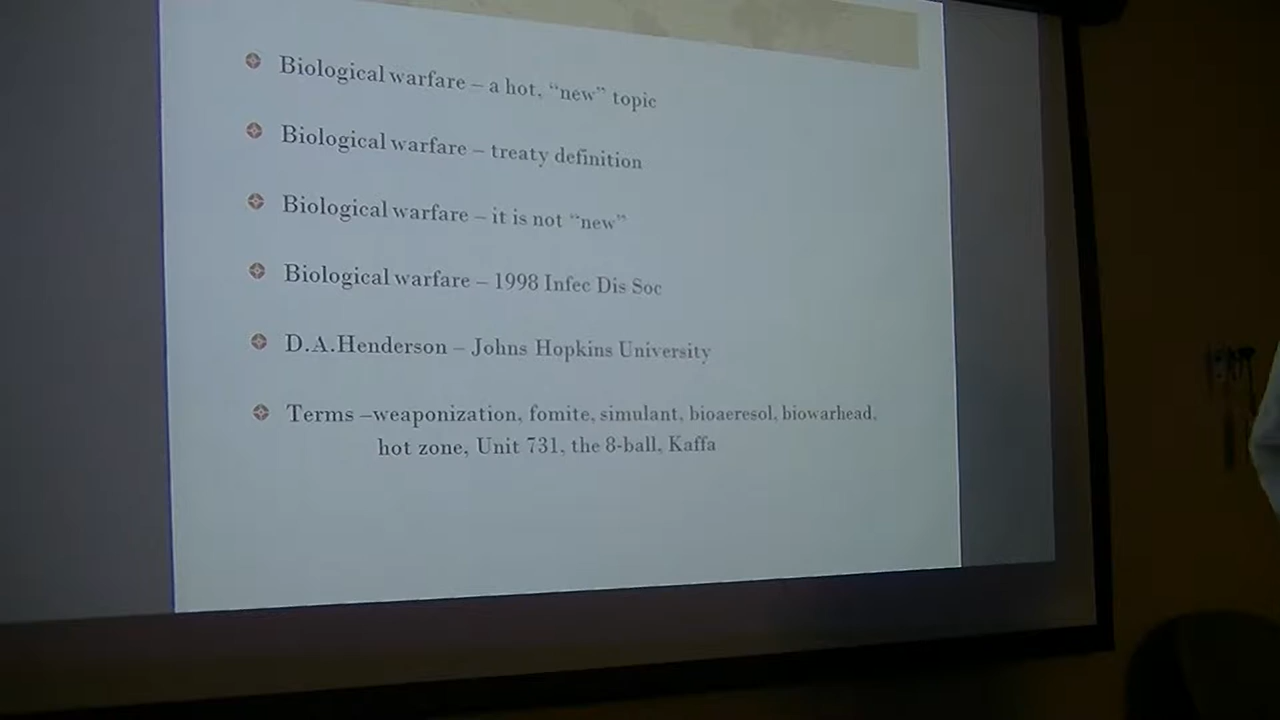 Biological warfare – a hot, “new” topic
Biological warfare – treaty definition
Biological warfare – it is not “new”
Biological warfare – 1998 Infec Dis Soc
D.A.Henderson – Johns Hopkins University
Terms –weaponization, fomite, simulant, bioaeresol, biowarhead,
hot zone, Unit 731, the 8-ball, Kaffa